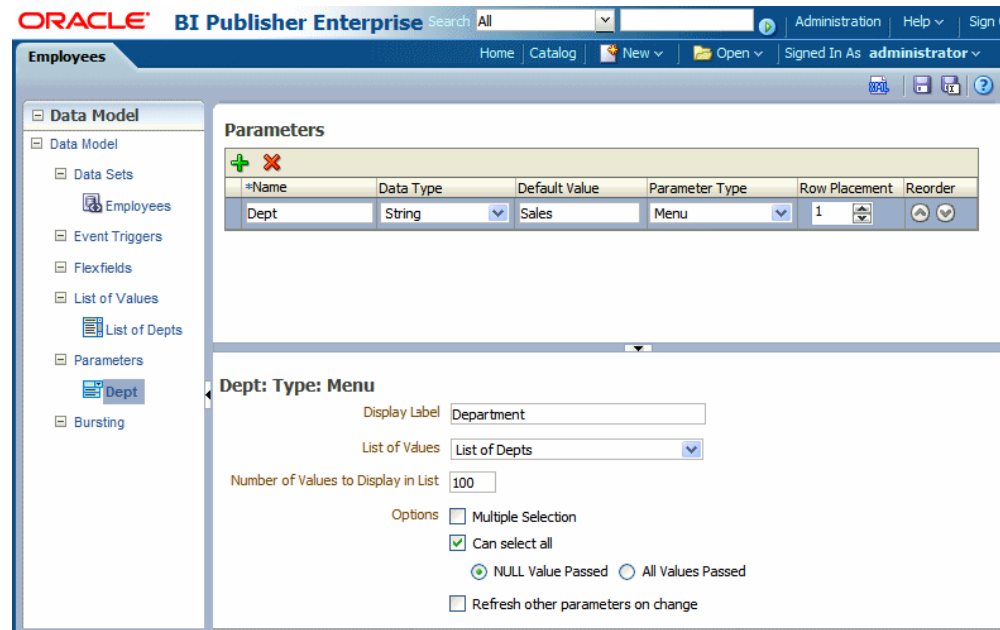 ORACLE BI Publisher Enterprise Search All Administration Help Sign
Employees Home Catalog New Open Signed In As administrator
XML
Data Model
Data Model
Data Sets
Employees
Event Triggers
Flexfields
List of Values
List of Depts
Parameters
Dept
Bursting
Parameters
*Name Data Type Default Value Parameter Type Row Placement Reorder
Dept String Sales Menu 1
Dept: Type: Menu
Display Label Department
List of Values List of Depts
Number of Values to Display in List 100
Options Multiple Selection
Can select all
NULL Value Passed All Values Passed
Refresh other parameters on change